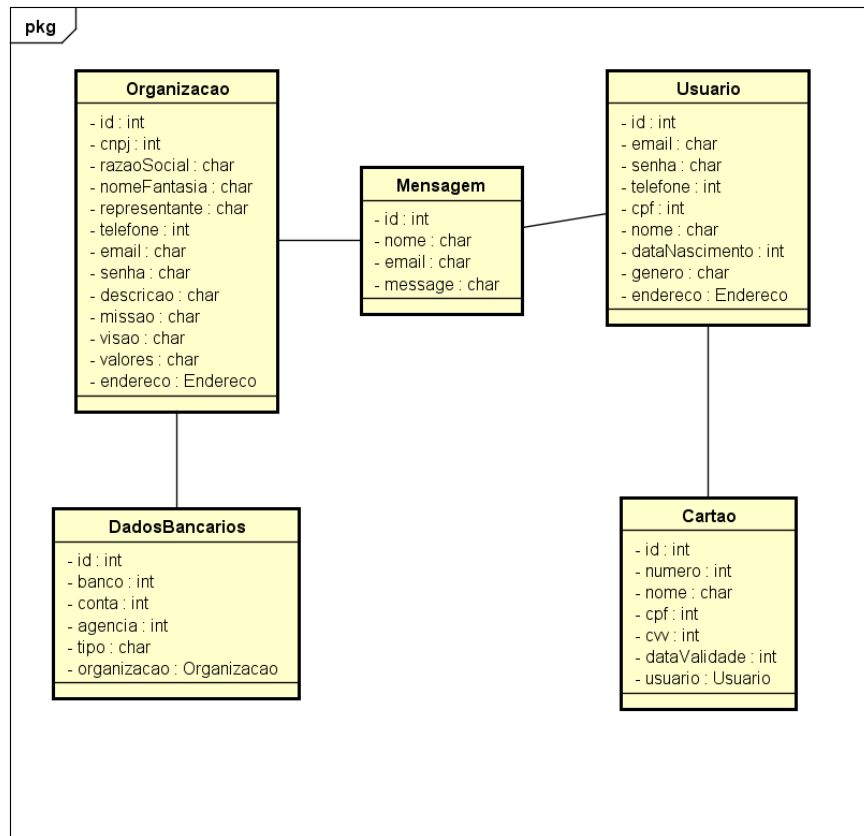 pkg
Organizacao
- id : int
- cnpj : int
- razaoSocial : char
- nomeFantasia : char
- representante : char
- telefone : int
- email : char
- senha : char
- descricao : char
- missao : char
- visao : char
- valores : char
- endereco : Endereco
Mensagem
- id : int
- nome : char
- email : char
- message : char
Usuario
- id : int
- email : char
- senha : char
- telefone : int
- cpf : int
- nome : char
- dataNascimento : int
- genero : char
- endereco : Endereco
DadosBancarios
- id : int
- banco : int
- conta : int
- agencia : int
- tipo : char
- organizacao : Organizacao
Cartao
- id : int
- numero : int
- nome : char
- cpf : int
- cvv : int
- dataValidade : int
- usuario : Usuario